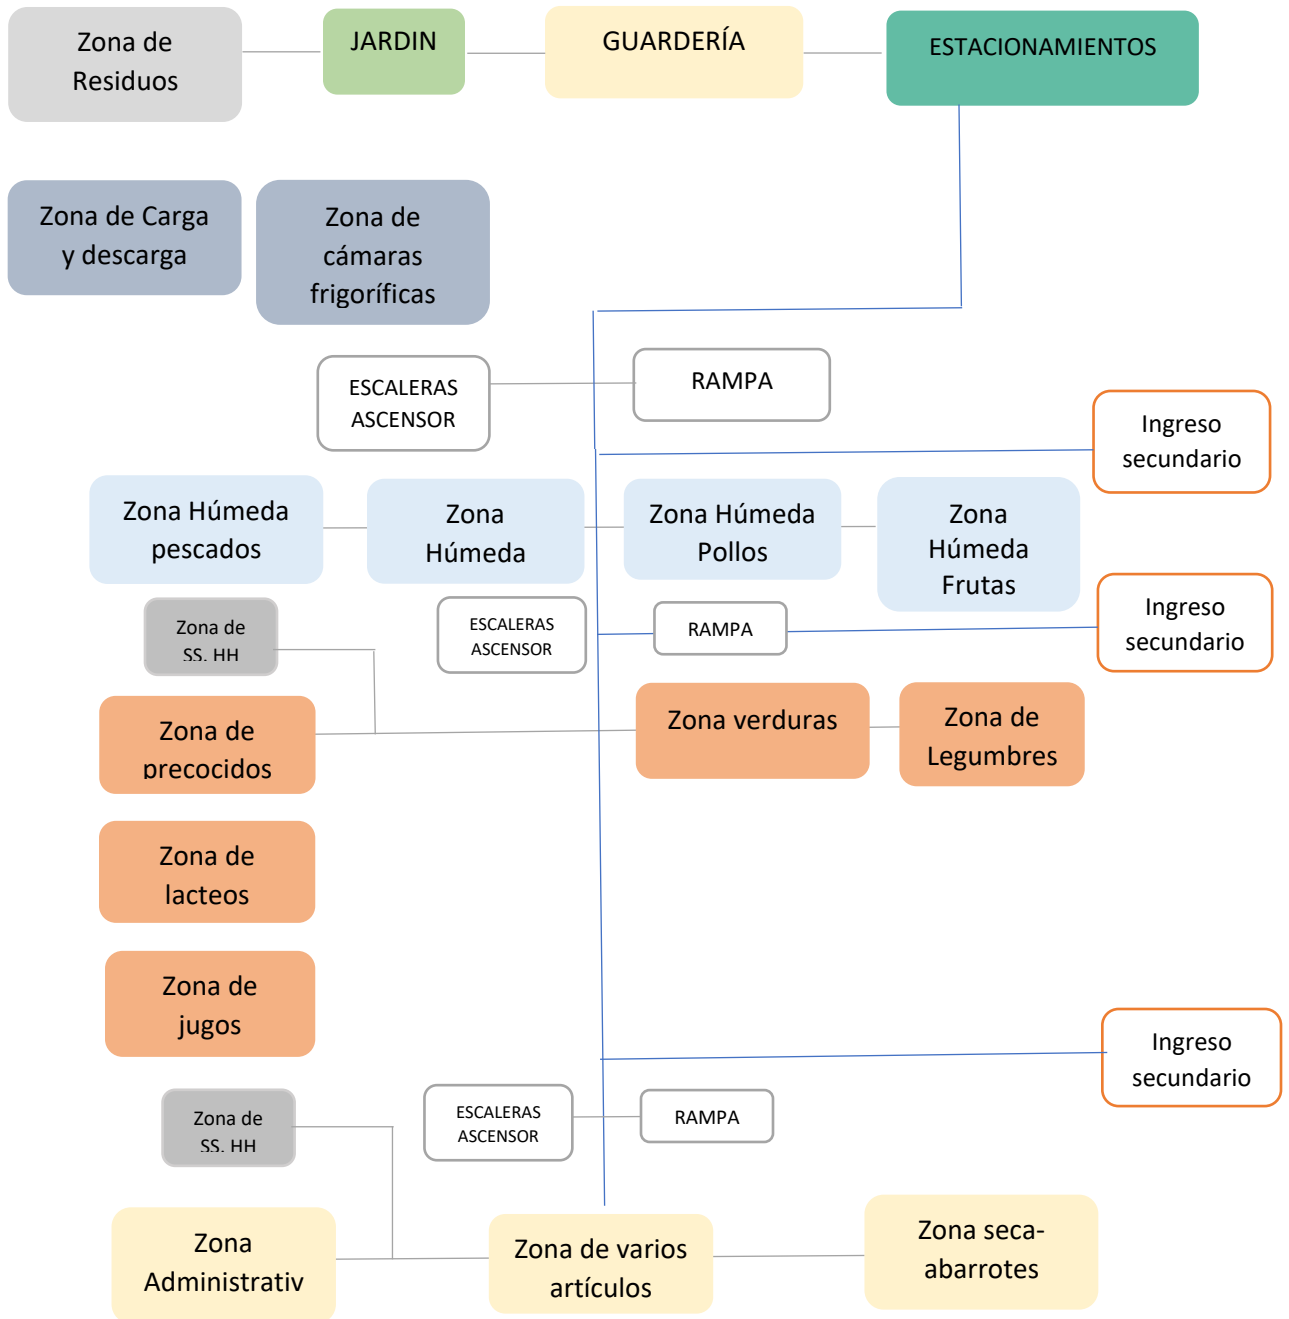 Zona de
Residuos
JARDIN
GUARDERÍA
ESTACIONAMIENTOS
Zona de Carga
y descarga
Zona de
cámaras
frigoríficas
ESCALERAS
ASCENSOR
RAMPA
Ingreso
secundario
Zona Húmeda
pescados
Zona
Húmeda
Zona Húmeda
Pollos
Zona
Húmeda
Frutas
Zona de
SS. HH
ESCALERAS
ASCENSOR
RAMPA
Ingreso
secundario
Zona de
precocidos
Zona verduras
Zona de
Legumbres
Zona de
lacteos
Zona de
jugos
Ingreso
secundario
Zona de
SS. HH
ESCALERAS
ASCENSOR
RAMPA
Zona
Administrativ
Zona de varios
artículos
Zona seca-
abarrotes